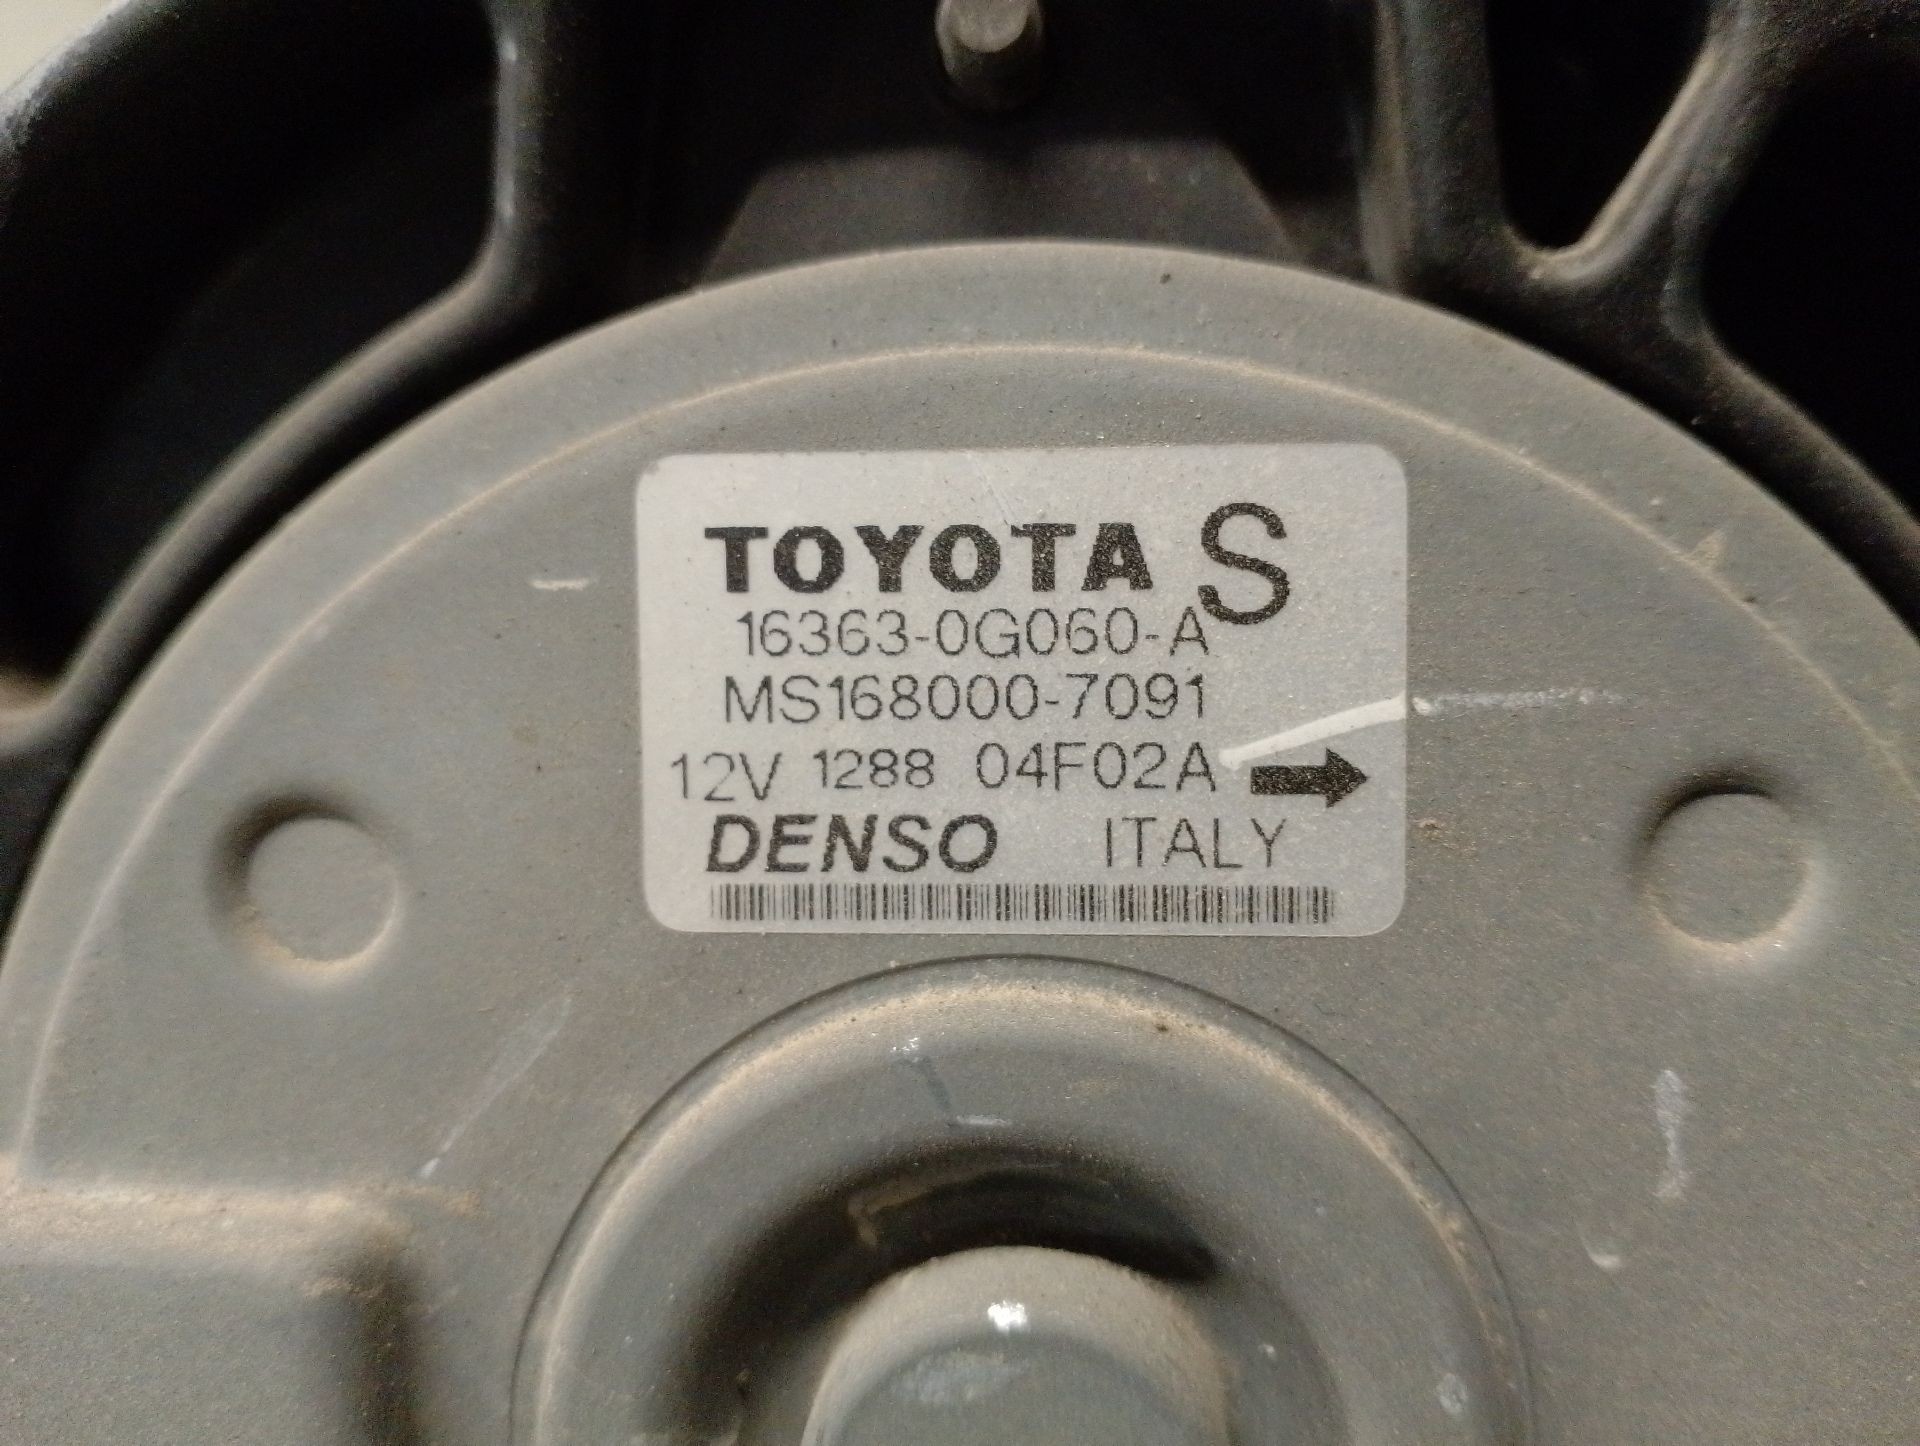 TOYOTA S
16363-0G060-A
MS168000-7091
12V 1288 04F02A
DENSO ITALY